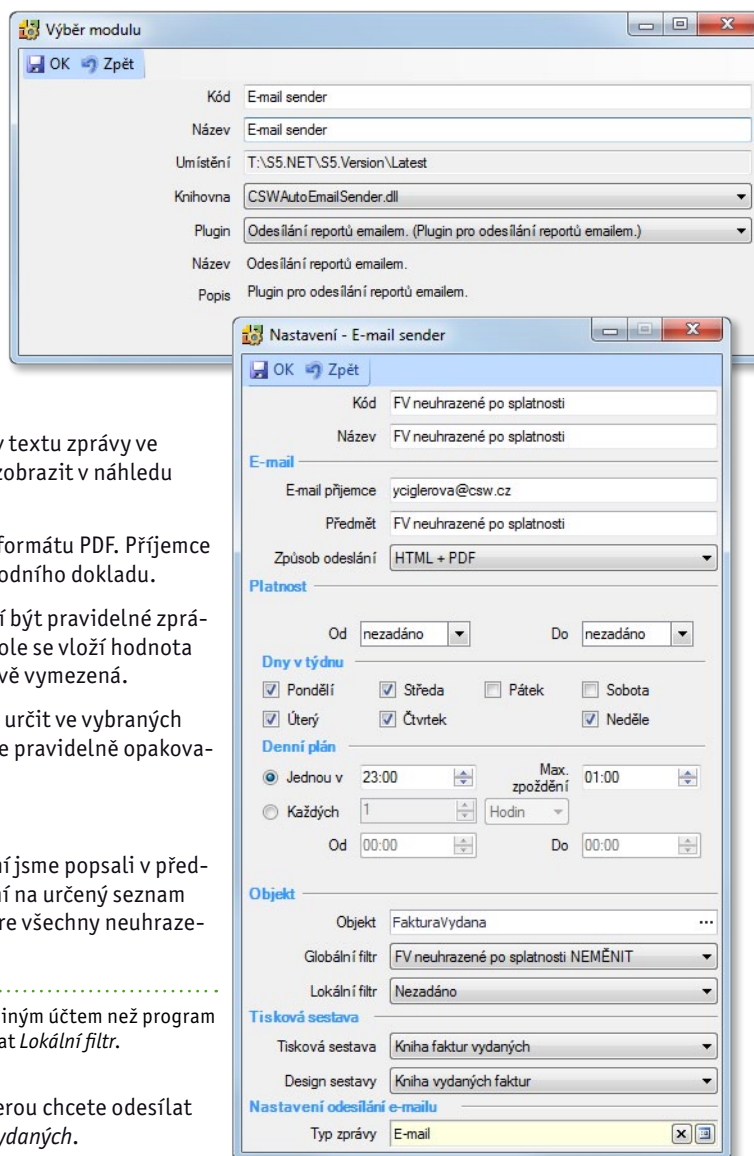 Výběr modulu
OK Zpět
Kód E-mail sender
Název E-mail sender
Umístění T:\S5.NET\S5.Version\Latest
Knihovna CSWAutoEmailSender.dll
Plugin Odesílání reportů emailem. (Plugin pro odesílání reportů emailem.)
Název Odesílání reportů emailem.
Popis Plugin pro odesílání reportů emailem.
textu zprávy ve
zobrazit v náhledu
formátu PDF. Příjemce
odního dokladu.
í být pravidelné zprá-
ole se vloží hodnota
vě vymezená.
určit ve vybraných
e pravidelně opakova-
ní jsme popsali v před-
ní na určený seznam
re všechny neuhraze-
jiným účtem než program
at Lokální filtr.
erou chcete odesílat
ydaných.
Nastavení - E-mail sender
OK Zpět
Kód FV neuhrazené po splatnosti
Název FV neuhrazené po splatnosti
E-mail
E-mail příjemce yciglerova@csw.cz
Předmět FV neuhrazené po splatnosti
Způsob odeslání HTML + PDF
Platnost
Od nezadáno Do nezadáno
Dny v týdnu
Pondělí Středa Pátek Sobota
Úterý Čtvrtek Neděle
Denní plán
Jednou v 23:00 Max. zpoždění 01:00
Každých 1 Hodin
Od 00:00 Do 00:00
Objekt
Objekt FakturaVydana ...
Globální filtr FV neuhrazené po splatnosti NEMĚNIT
Lokální filtr Nezadáno
Tisková sestava
Tisková sestava Kniha faktur vydaných
Design sestavy Kniha vydaných faktur
Nastavení odesílání e-mailu
Typ zprávy E-mail